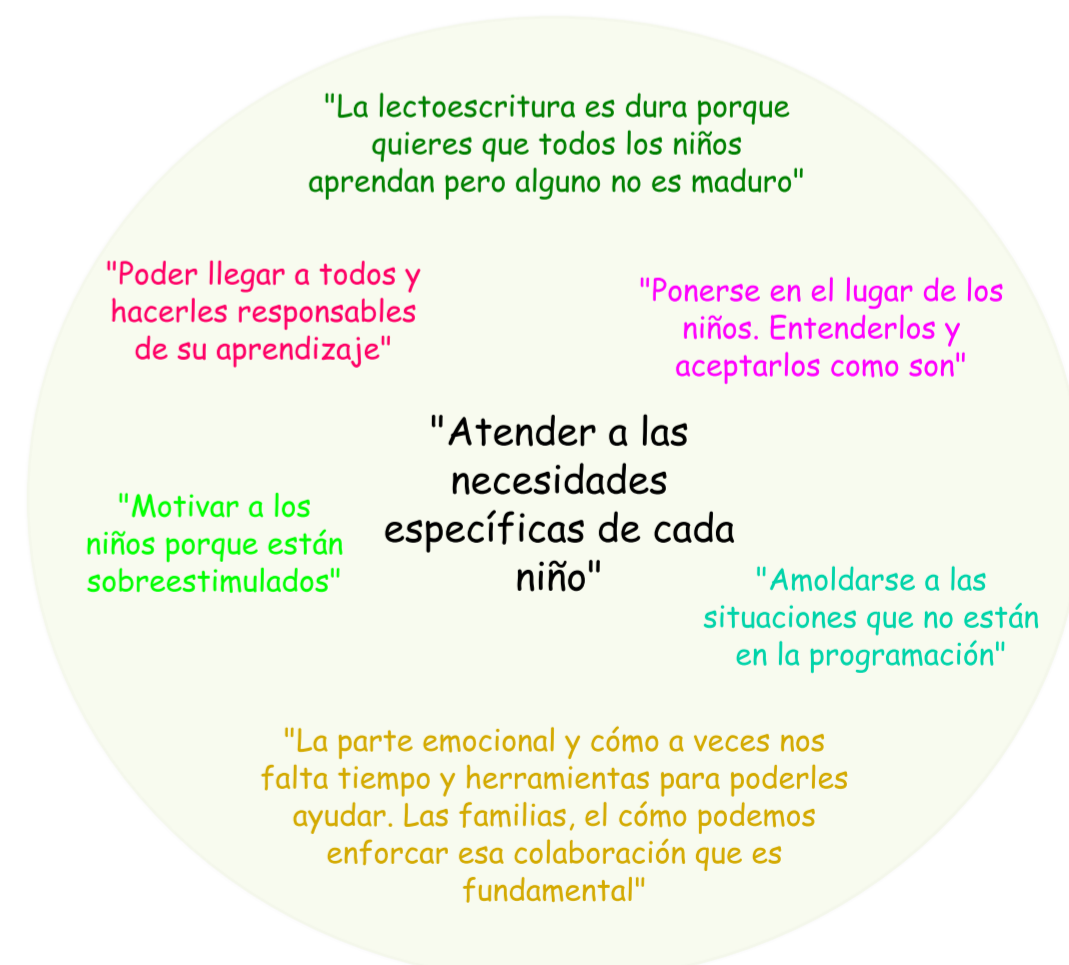 "La lectoescritura es dura porque
quieres que todos los niños
aprendan pero alguno no es maduro"
"Poder llegar a todos y
hacerles responsables
de su aprendizaje"
"Ponerse en el lugar de los
niños. Entenderlos y
aceptarlos como son"
"Atender a las
necesidades
específicas de cada
niño"
"Motivar a los
niños porque están
sobreestimulados"
"Amoldarse a las
situaciones que no están
en la programación"
"La parte emocional y cómo a veces nos
falta tiempo y herramientas para poderles
ayudar. Las familias, el cómo podemos
enforcar esa colaboración que es
fundamental"